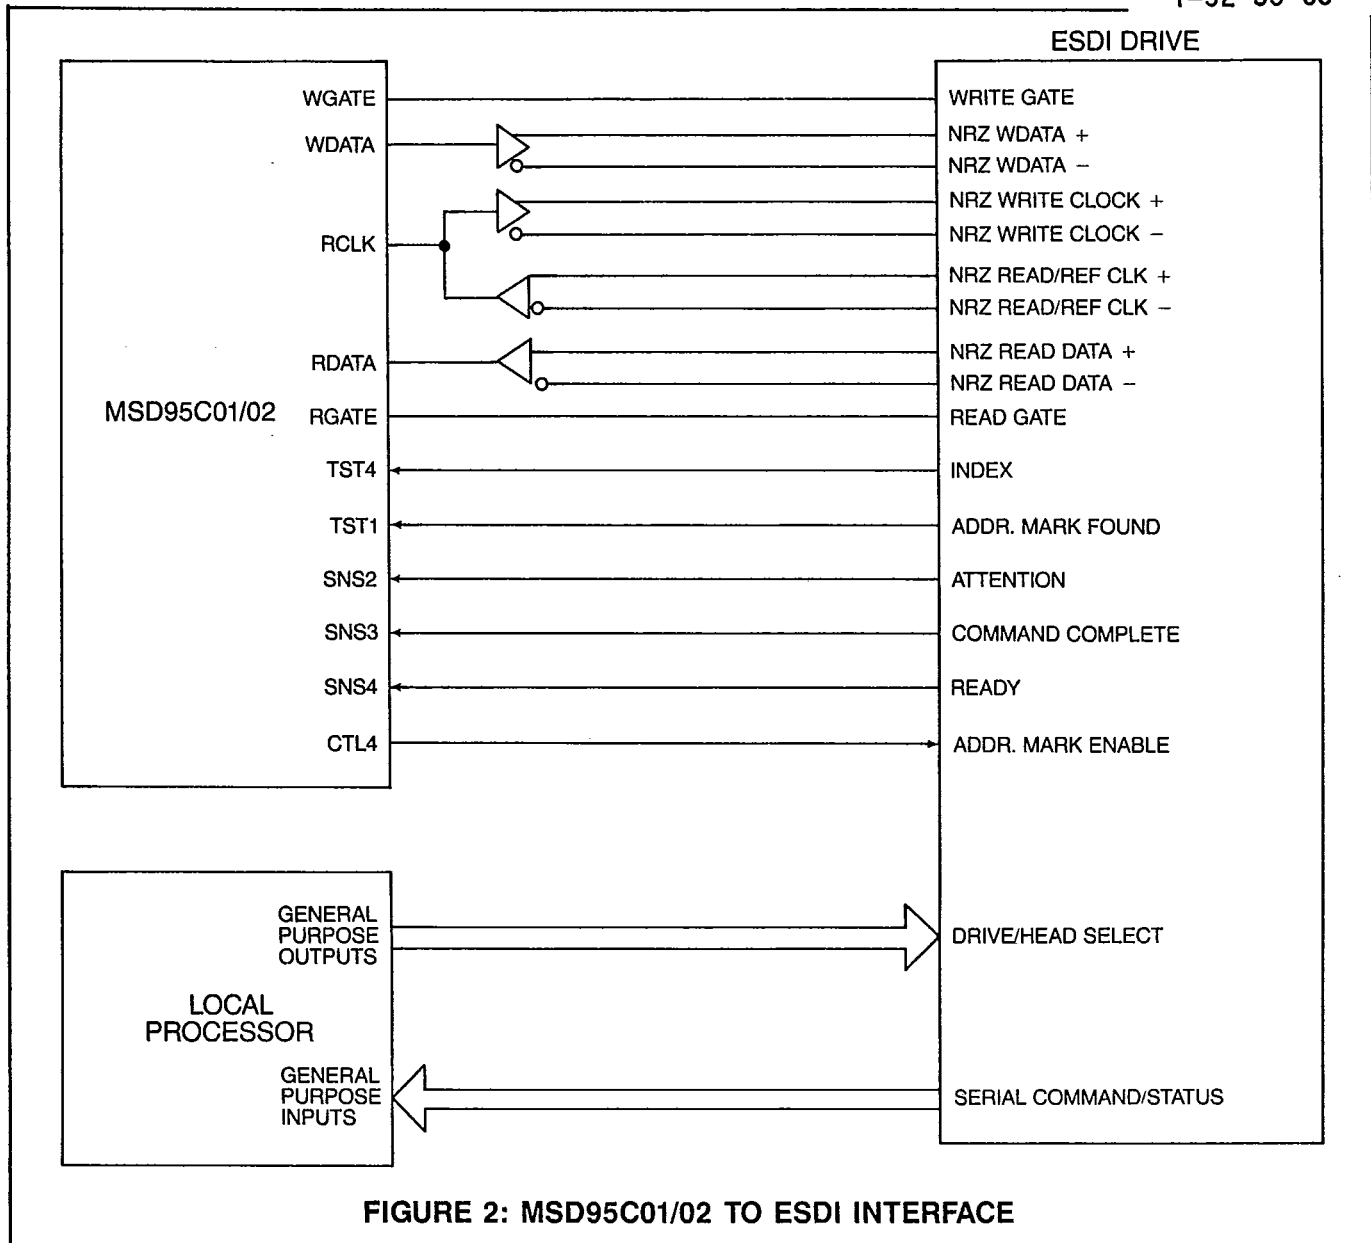 ESDI DRIVE
WGATE
WRITE GATE
WDATA
NRZ WDATA +
NRZ WDATA −
NRZ WRITE CLOCK +
RCLK
NRZ WRITE CLOCK −
NRZ READ/REF CLK +
NRZ READ/REF CLK −
RDATA
NRZ READ DATA +
NRZ READ DATA −
MSD95C01/02
RGATE
READ GATE
TST4
INDEX
TST1
ADDR. MARK FOUND
SNS2
ATTENTION
SNS3
COMMAND COMPLETE
SNS4
READY
CTL4
ADDR. MARK ENABLE
GENERAL
PURPOSE
OUTPUTS
DRIVE/HEAD SELECT
LOCAL
PROCESSOR
GENERAL
PURPOSE
INPUTS
SERIAL COMMAND/STATUS
FIGURE 2: MSD95C01/02 TO ESDI INTERFACE